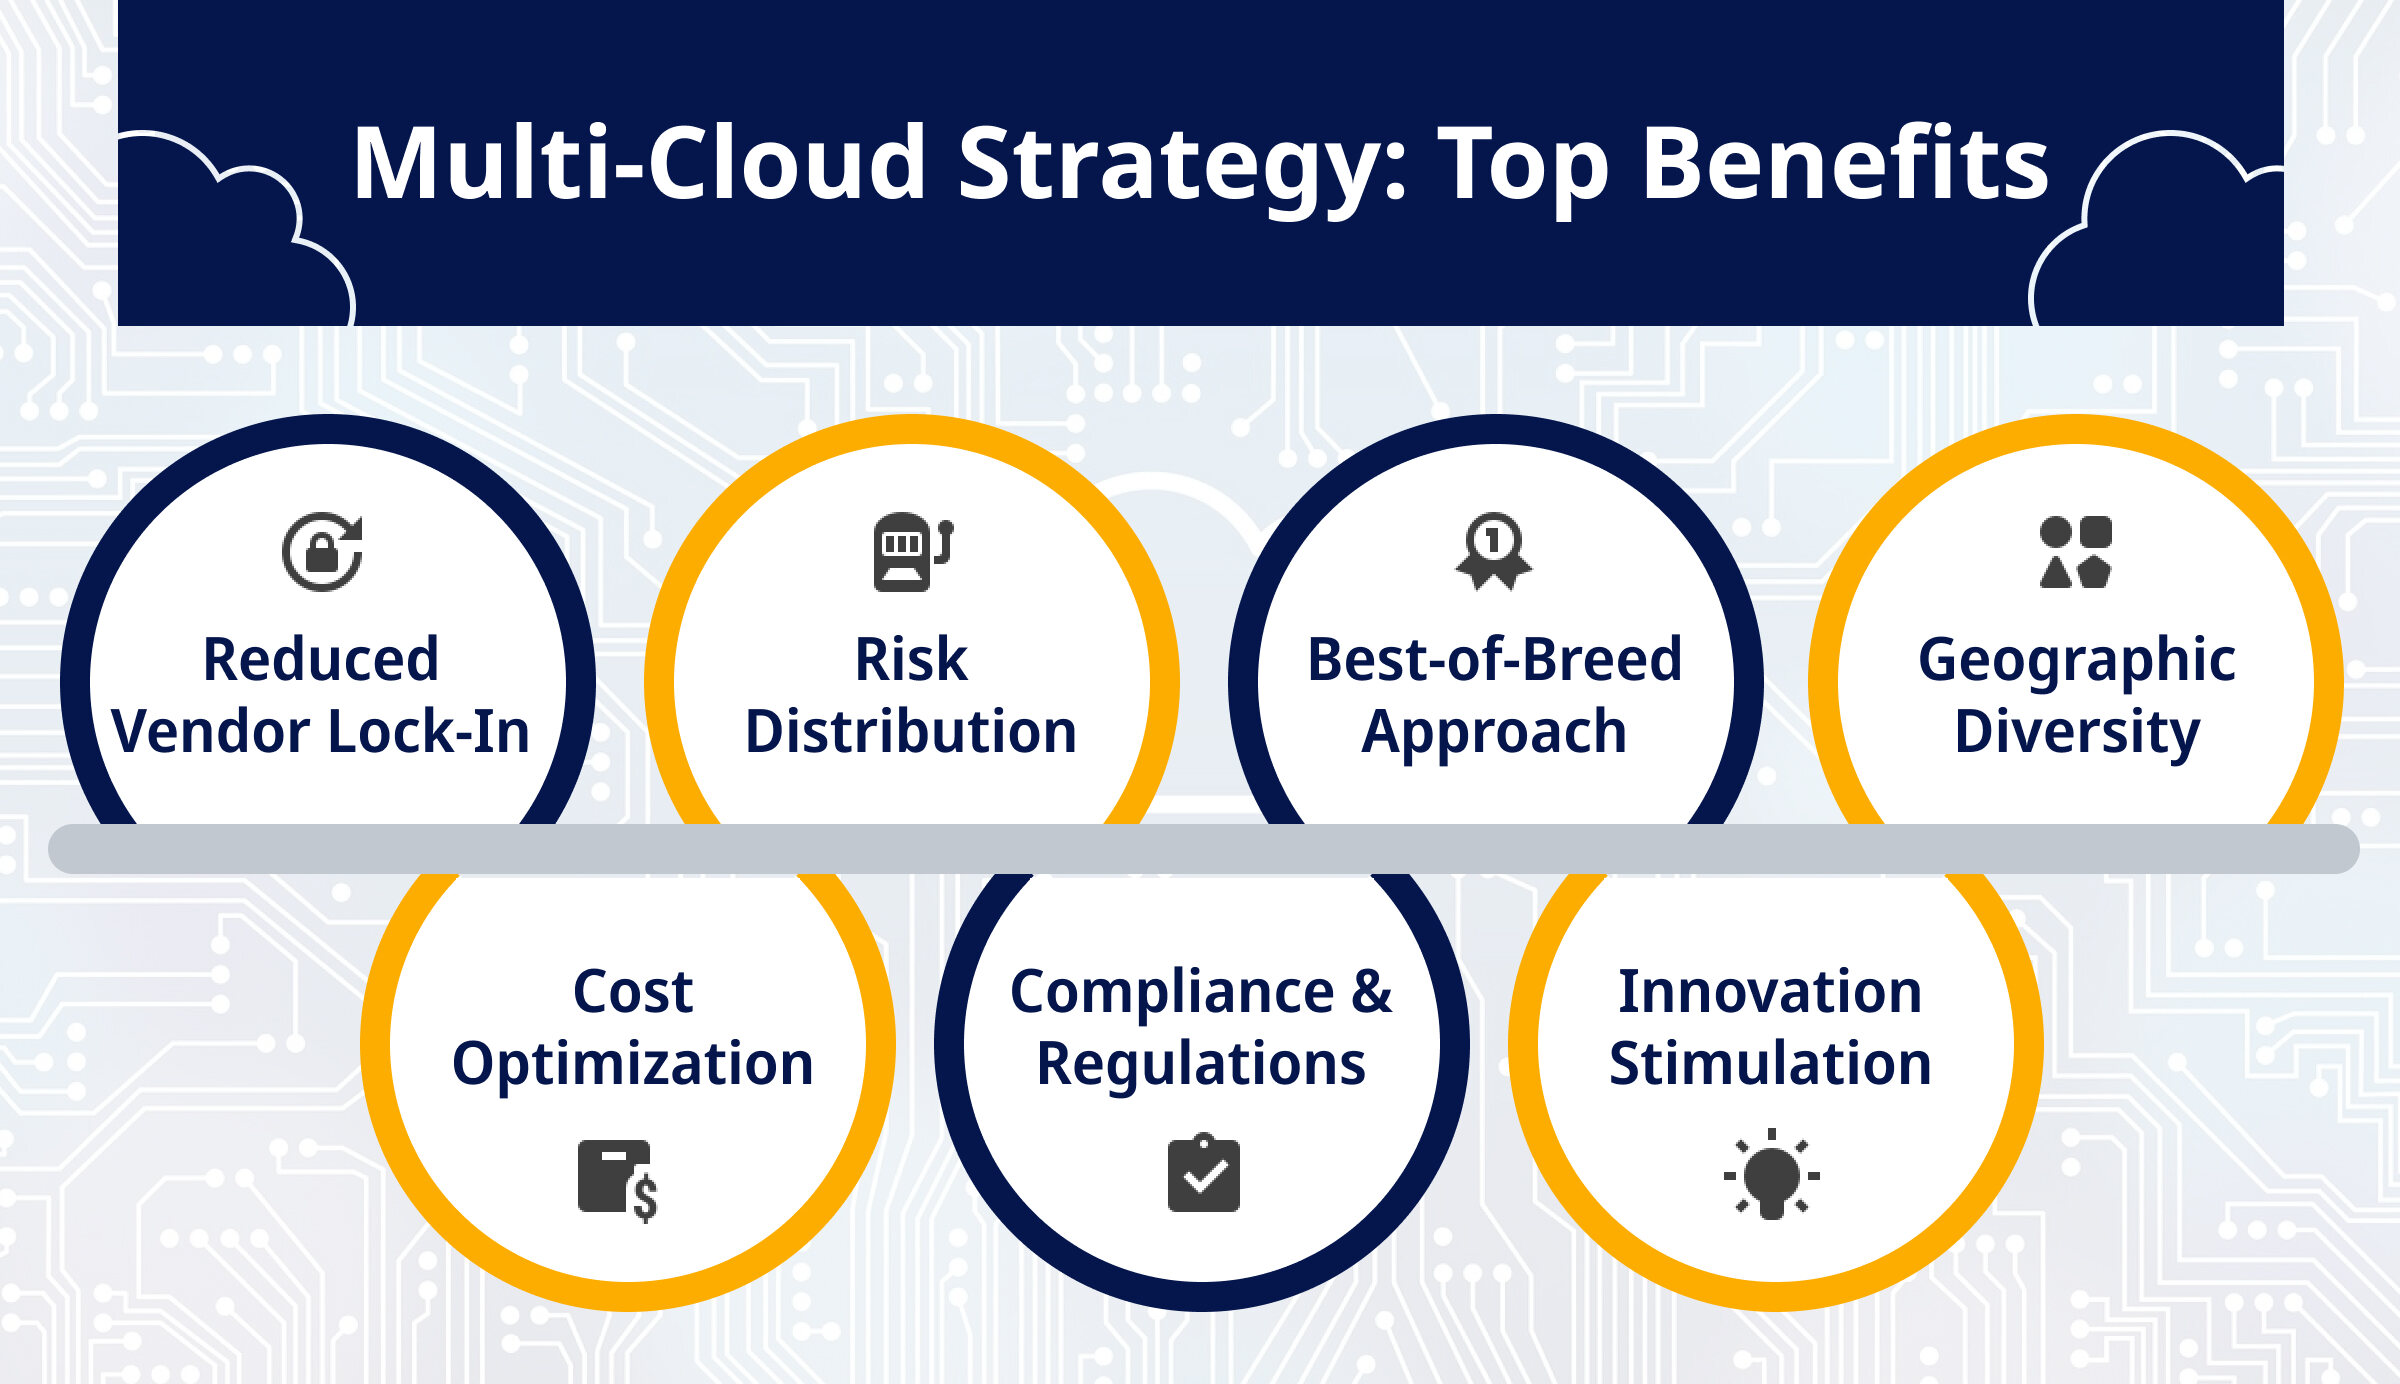 Multi-Cloud Strategy: Top Benefits
Reduced
Vendor Lock-In
Risk
Distribution
1
Best-of-Breed
Approach
Geographic
Diversity
Cost
Optimization
$
Compliance &
Regulations
Innovation
Stimulation